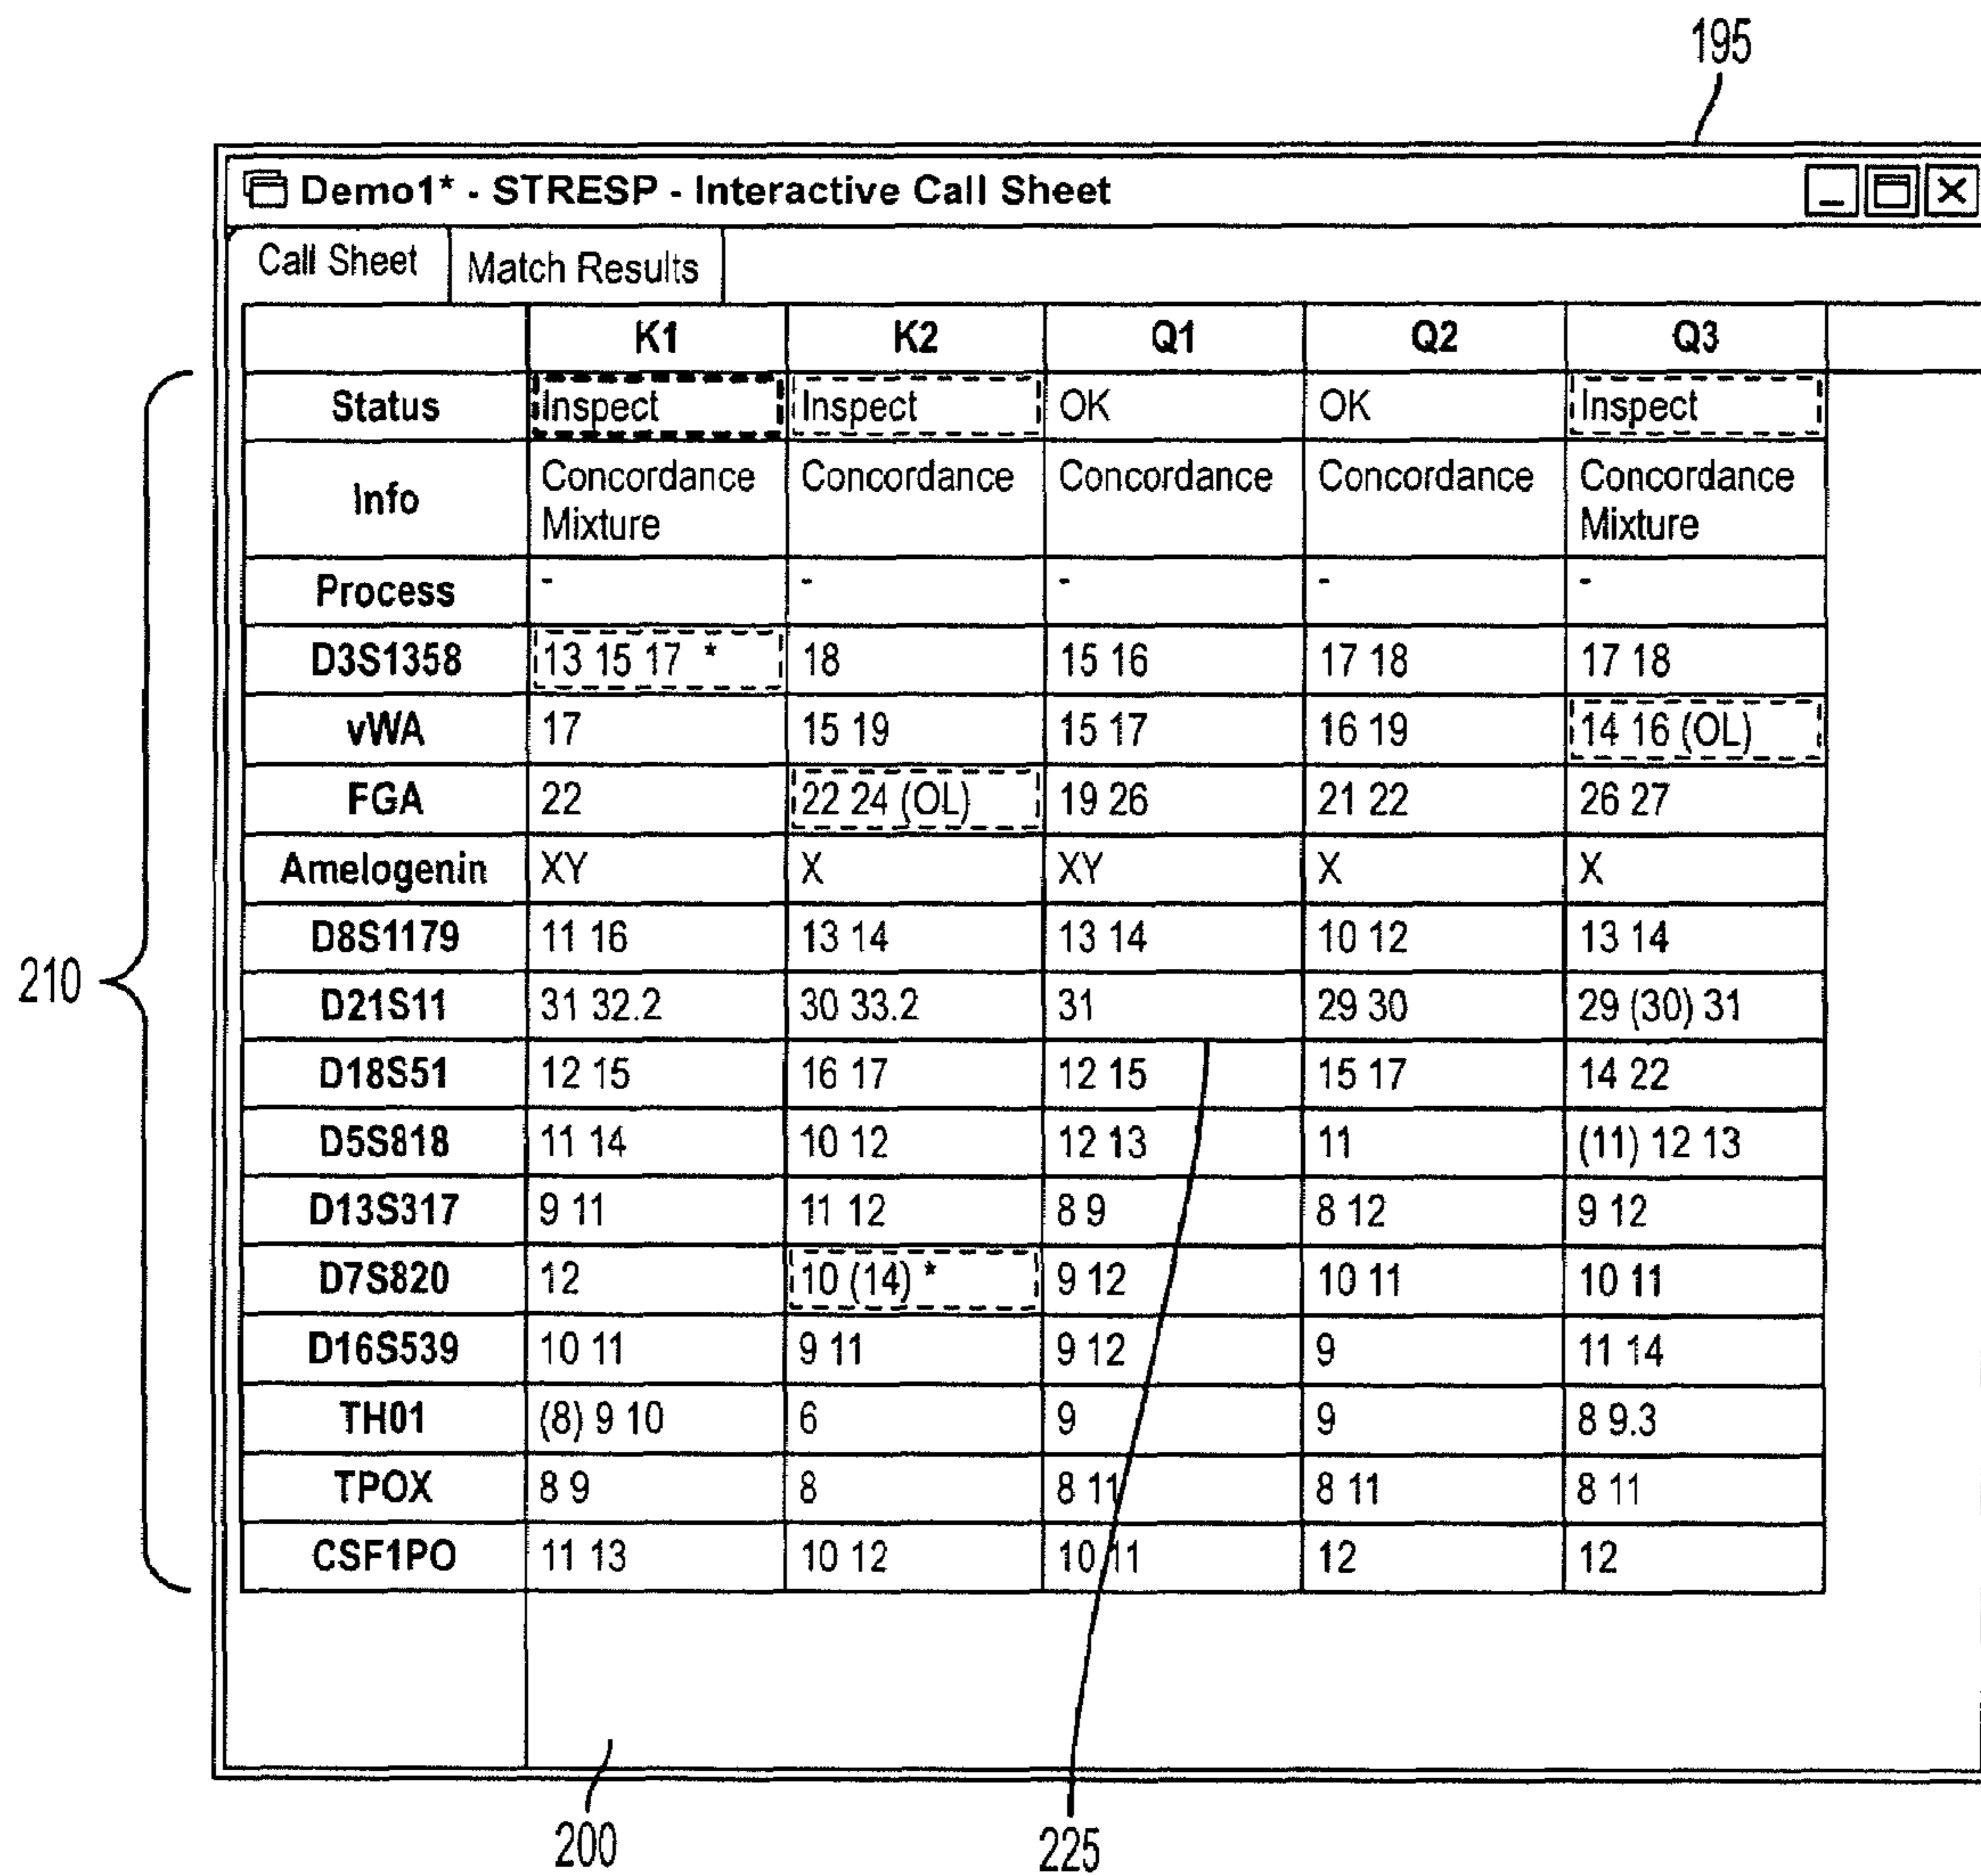 195
Demo1* - STRESP - Interactive Call Sheet
Call Sheet Match Results
K1 K2 Q1 Q2 Q3
Status Inspect Inspect OK OK Inspect
Info Concordance Mixture Concordance Concordance Concordance Concordance Mixture
Process - - - - -
D3S1358 13 15 17 * 18 15 16 17 18 17 18
vWA 17 15 19 15 17 16 19 14 16 (OL)
FGA 22 22 24 (OL) 19 26 21 22 26 27
Amelogenin XY X XY X X
D8S1179 11 16 13 14 13 14 10 12 13 14
210
D21S11 31 32.2 30 33.2 31 29 30 29 (30) 31
D18S51 12 15 16 17 12 15 15 17 14 22
D5S818 11 14 10 12 12 13 11 (11) 12 13
D13S317 9 11 11 12 8 9 8 12 9 12
D7S820 12 10 (14) * 9 12 10 11 10 11
D16S539 10 11 9 11 9 12 9 11 14
TH01 (8) 9 10 6 9 9 8 9.3
TPOX 8 9 8 8 11 8 11 8 11
CSF1PO 11 13 10 12 10 11 12 12
200 225